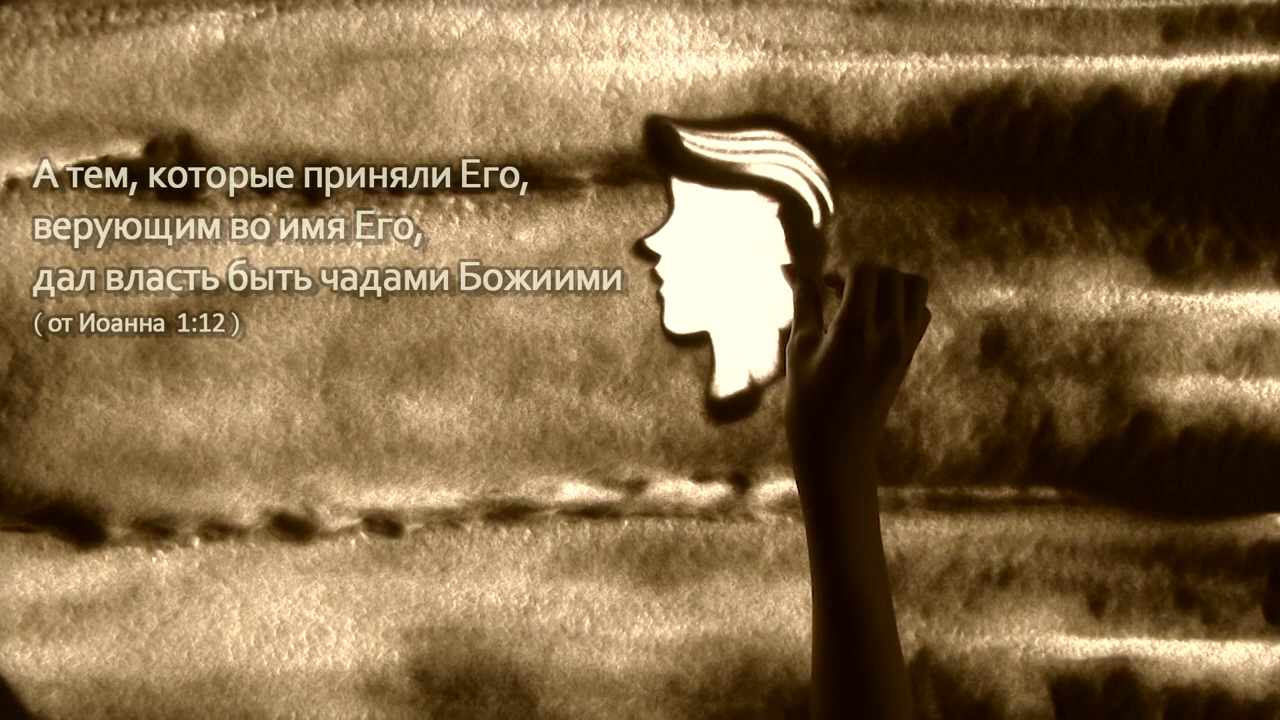 А тем, которые приняли Его,
верующим во имя Его,
дал власть быть чадами Божиими
( от Иоанна 1:12 )